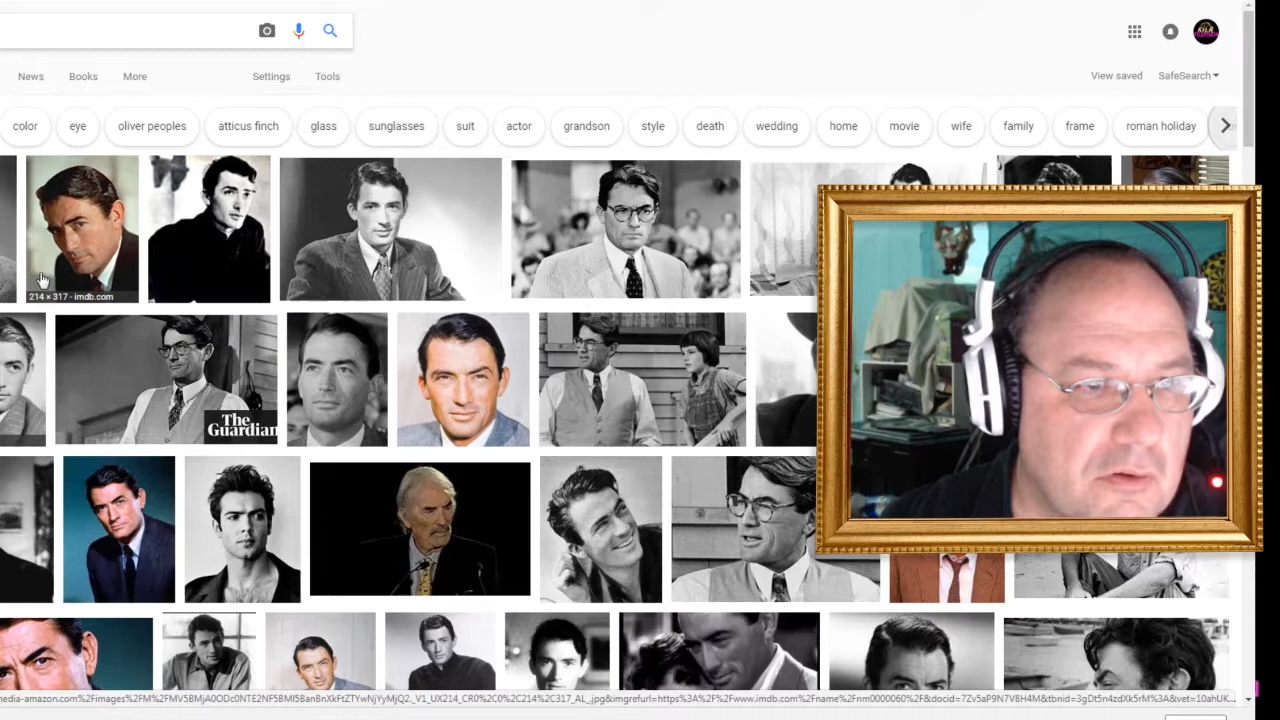 News Books More Settings Tools View saved SafeSearch
color eye oliver peoples atticus finch glass sunglasses suit actor grandson style death wedding home movie wife family frame roman holiday
214 × 317 - imdb.com
The
Guardian